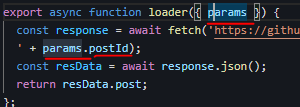 export async function loader({ params }) {
const response = await fetch('https://githu
' + params.postId);
const resData = await response.json();
return resData.post;
};